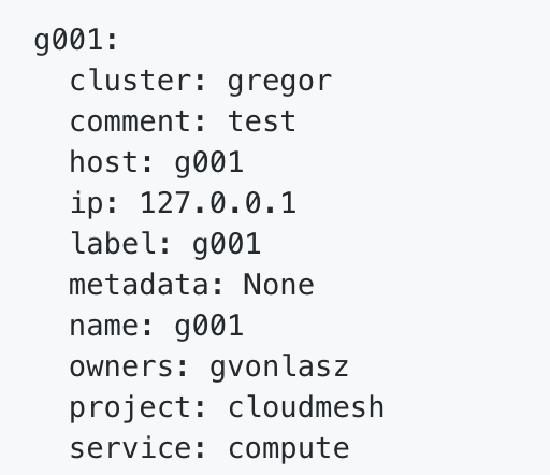 g001:
  cluster: gregor
  comment: test
  host: g001
  ip: 127.0.0.1
  label: g001
  metadata: None
  name: g001
  owners: gvonlasz
  project: cloudmesh
  service: compute